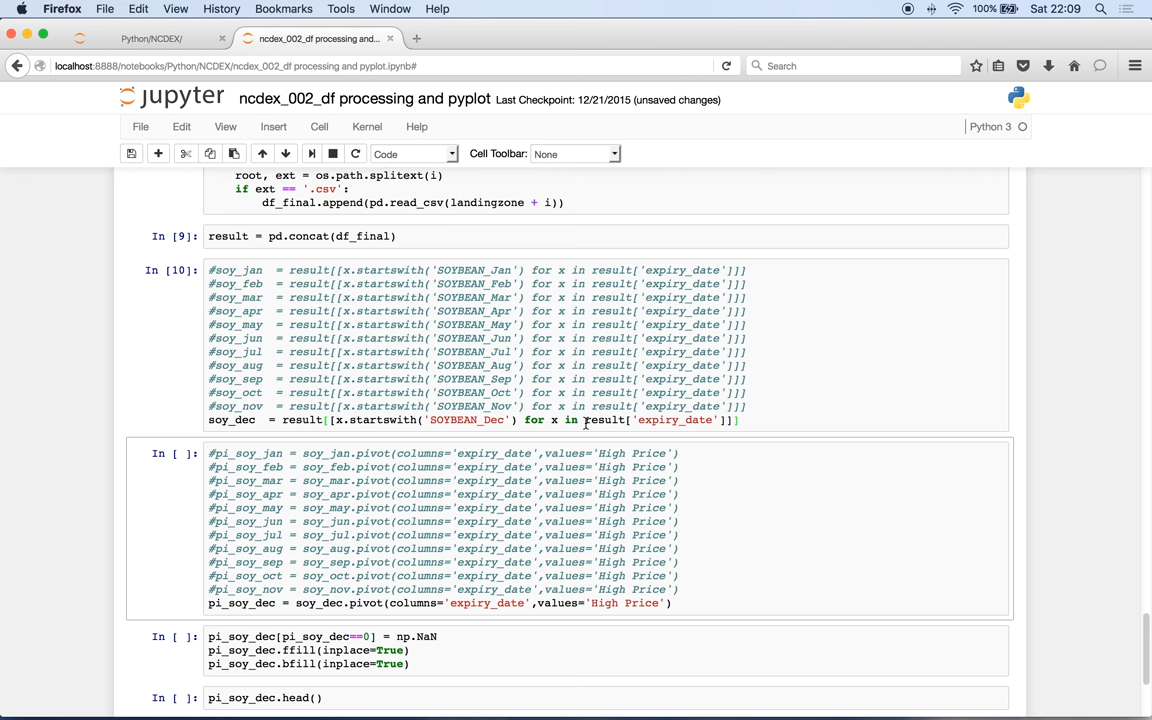 Firefox File Edit View History Bookmarks Tools Window Help 100% Sat 22:09
Python/NCDEX/ × ncdex_002_df processing and... × +
localhost:8888/notebooks/Python/NCDEX/ncdex_002_df processing and pyplot.ipynb# Search
jupyter ncdex_002_df processing and pyplot Last Checkpoint: 12/21/2015 (unsaved changes)
File Edit View Insert Cell Kernel Help Python 3
Code Cell Toolbar: None
root, ext = os.path.splitext(i)
if ext == '.csv':
df_final.append(pd.read_csv(landingzone + i))
In [9]: result = pd.concat(df_final)
In [10]: #soy_jan = result[[x.startswith('SOYBEAN_Jan') for x in result['expiry_date']]]
#soy_feb = result[[x.startswith('SOYBEAN_Feb') for x in result['expiry_date']]]
#soy_mar = result[[x.startswith('SOYBEAN_Mar') for x in result['expiry_date']]]
#soy_apr = result[[x.startswith('SOYBEAN_Apr') for x in result['expiry_date']]]
#soy_may = result[[x.startswith('SOYBEAN_May') for x in result['expiry_date']]]
#soy_jun = result[[x.startswith('SOYBEAN_Jun') for x in result['expiry_date']]]
#soy_jul = result[[x.startswith('SOYBEAN_Jul') for x in result['expiry_date']]]
#soy_aug = result[[x.startswith('SOYBEAN_Aug') for x in result['expiry_date']]]
#soy_sep = result[[x.startswith('SOYBEAN_Sep') for x in result['expiry_date']]]
#soy_oct = result[[x.startswith('SOYBEAN_Oct') for x in result['expiry_date']]]
#soy_nov = result[[x.startswith('SOYBEAN_Nov') for x in result['expiry_date']]]
soy_dec = result[[x.startswith('SOYBEAN_Dec') for x in result['expiry_date']]]
In [ ]: #pi_soy_jan = soy_jan.pivot(columns='expiry_date',values='High Price')
#pi_soy_feb = soy_feb.pivot(columns='expiry_date',values='High Price')
#pi_soy_mar = soy_mar.pivot(columns='expiry_date',values='High Price')
#pi_soy_apr = soy_apr.pivot(columns='expiry_date',values='High Price')
#pi_soy_may = soy_may.pivot(columns='expiry_date',values='High Price')
#pi_soy_jun = soy_jun.pivot(columns='expiry_date',values='High Price')
#pi_soy_jul = soy_jul.pivot(columns='expiry_date',values='High Price')
#pi_soy_aug = soy_aug.pivot(columns='expiry_date',values='High Price')
#pi_soy_sep = soy_sep.pivot(columns='expiry_date',values='High Price')
#pi_soy_oct = soy_oct.pivot(columns='expiry_date',values='High Price')
#pi_soy_nov = soy_nov.pivot(columns='expiry_date',values='High Price')
pi_soy_dec = soy_dec.pivot(columns='expiry_date',values='High Price')
In [ ]: pi_soy_dec[pi_soy_dec==0] = np.NaN
pi_soy_dec.ffill(inplace=True)
pi_soy_dec.bfill(inplace=True)
In [ ]: pi_soy_dec.head()